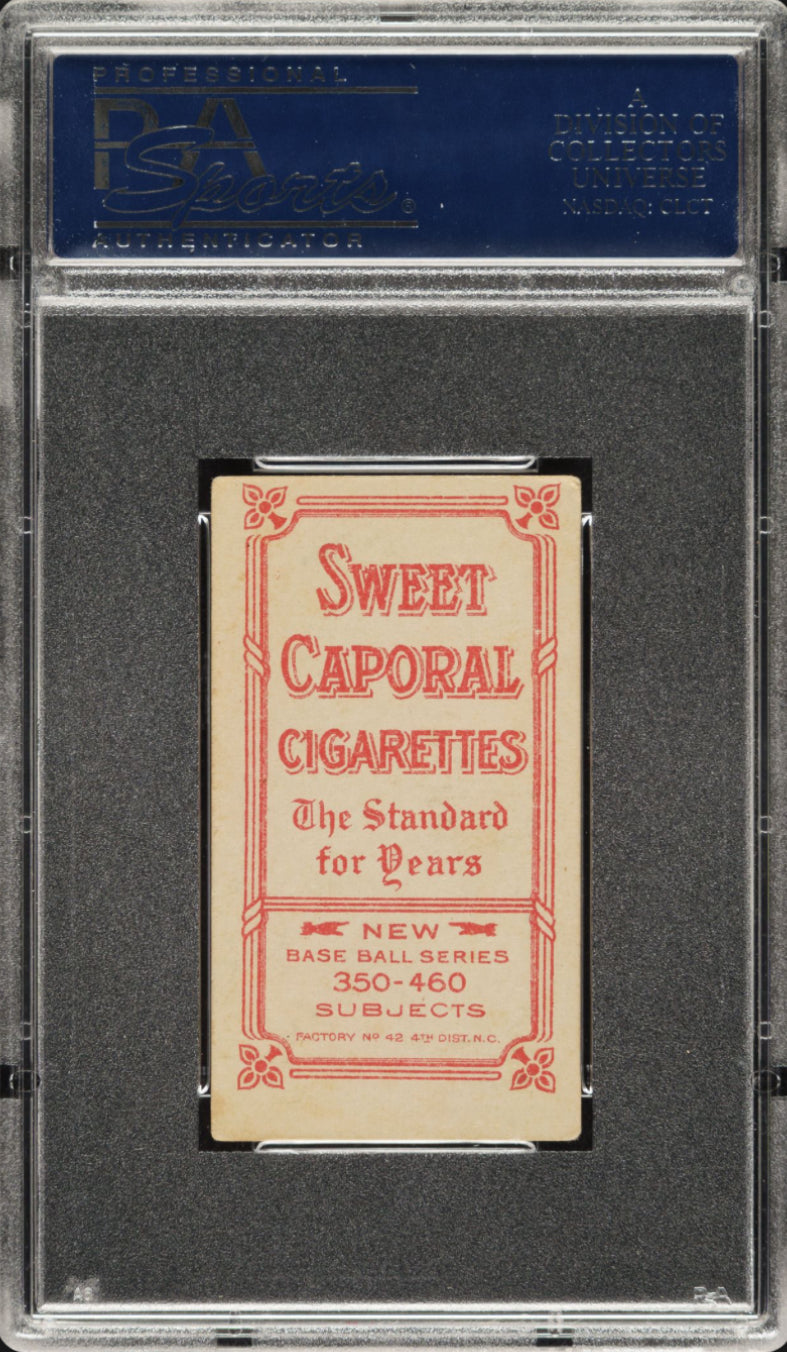 PROFESSIONAL
PSA
Sports®
AUTHENTICATOR
A
DIVISION OF
COLLECTORS
UNIVERSE
NASDAQ: CLCT
SWEET
CAPORAL
CIGARETTES
The Standard
for Years
NEW
BASE BALL SERIES
350-460
SUBJECTS
FACTORY Nº 42 4TH DIST. N.C.
PSA